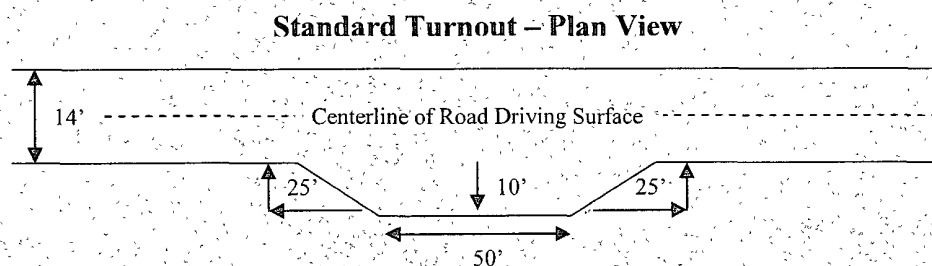 Standard Turnout – Plan View
14'
Centerline of Road Driving Surface
25'
10'
25'
50'